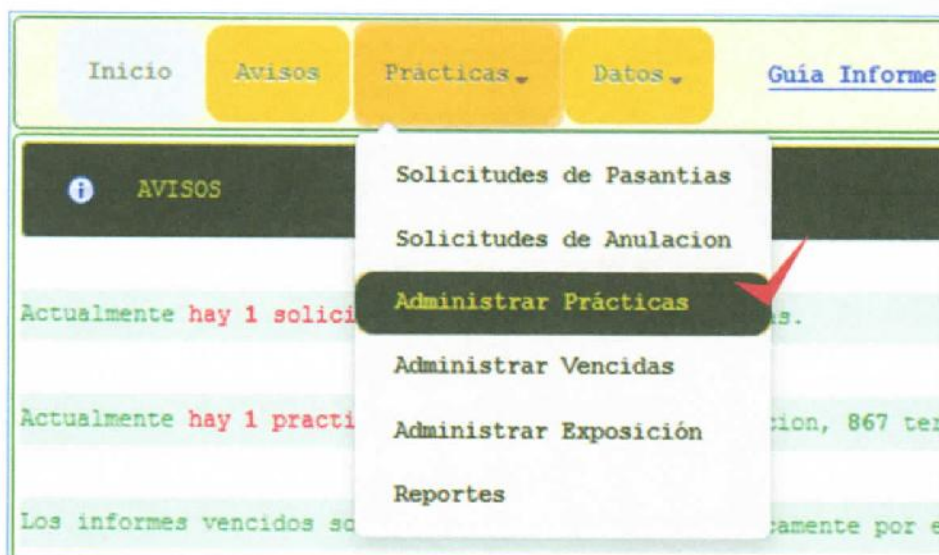 Inicio Avisos Prácticas Datos Guía Informe
AVISOS
Solicitudes de Pasantias
Solicitudes de Anulacion
Administrar Prácticas
Administrar Vencidas
Administrar Exposición
Reportes
Actualmente hay 1 solici s.
Actualmente hay 1 practi cion, 867 ter
Los informes vencidos so camente por e